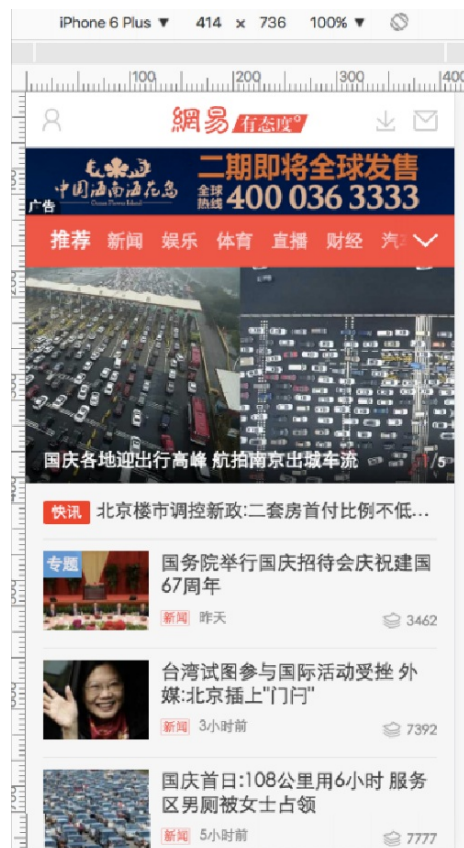 iPhone 6 Plus ▼ 414 × 736 100% ▼
100 200 300 400
網易 有态度°
中国海南海花岛 二期即将全球发售
Ocean Flower Island 全球热线 400 036 3333
广告
推荐 新闻 娱乐 体育 直播 财经 汽
国庆各地迎出行高峰 航拍南京出城车流 /5
快讯 北京楼市调控新政:二套房首付比例不低...
专题
国务院举行国庆招待会庆祝建国
67周年
新闻 昨天 3462
台湾试图参与国际活动受挫 外
媒:北京插上"门闩"
新闻 3小时前 7392
国庆首日:108公里用6小时 服务
区男厕被女士占领
新闻 5小时前 7777